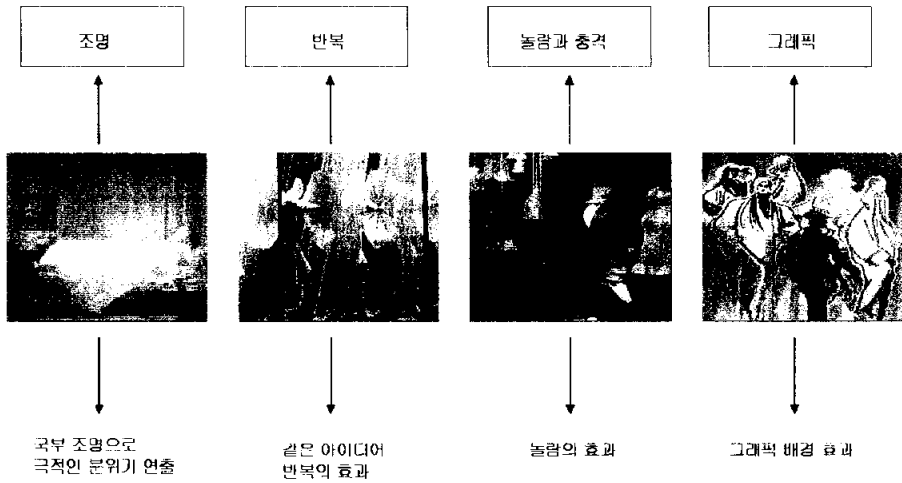 조명
반복
놀람과 충격
그래픽
국부 조명으로
극적인 분위기 연출
같은 아이디어
반복의 효과
놀람의 효과
그래픽 배경 효과